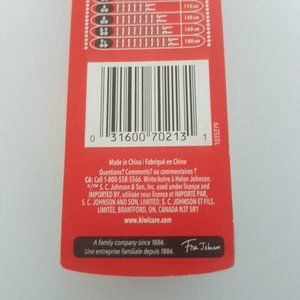 110 CM
140 CM
160 CM
180 CM
0 31600 70213 1
1035279
Made in China / Fabriqué en Chine
Questions? Comments? ou commentaires ?
CA: Call 1-800-558-5566. Write/écrire à Helen Johnson.
®/™ S. C. Johnson & Son, Inc. used under license and
IMPORTED BY, utilisée sous licence et IMPORTÉ PAR,
S. C. JOHNSON AND SON, LIMITED. S. C. JOHNSON ET FILS,
LIMITÉE, BRANTFORD, ON, CANADA N3T 5R1
www.kiwicare.com
A family company since 1886.
Une entreprise familiale depuis 1886.
Fisk Johnson